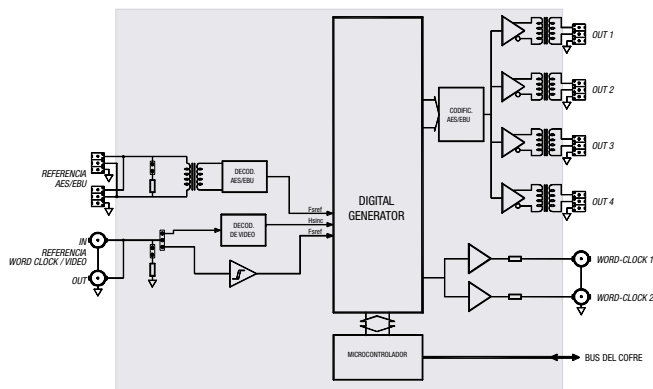 OUT 1
OUT 2
CODIFIC.
AES/EBU
OUT 3
REFERENCIA
AES/EBU
DECOD.
AES/EBU
DIGITAL
GENERATOR
OUT 4
Fsref
Hsinc
Fsref
DECOD.
DE VIDEO
IN
REFERENCIA
WORD CLOCK / VIDEO
OUT
WORD-CLOCK 1
WORD-CLOCK 2
MICROCONTROLADOR
BUS DEL COFRE